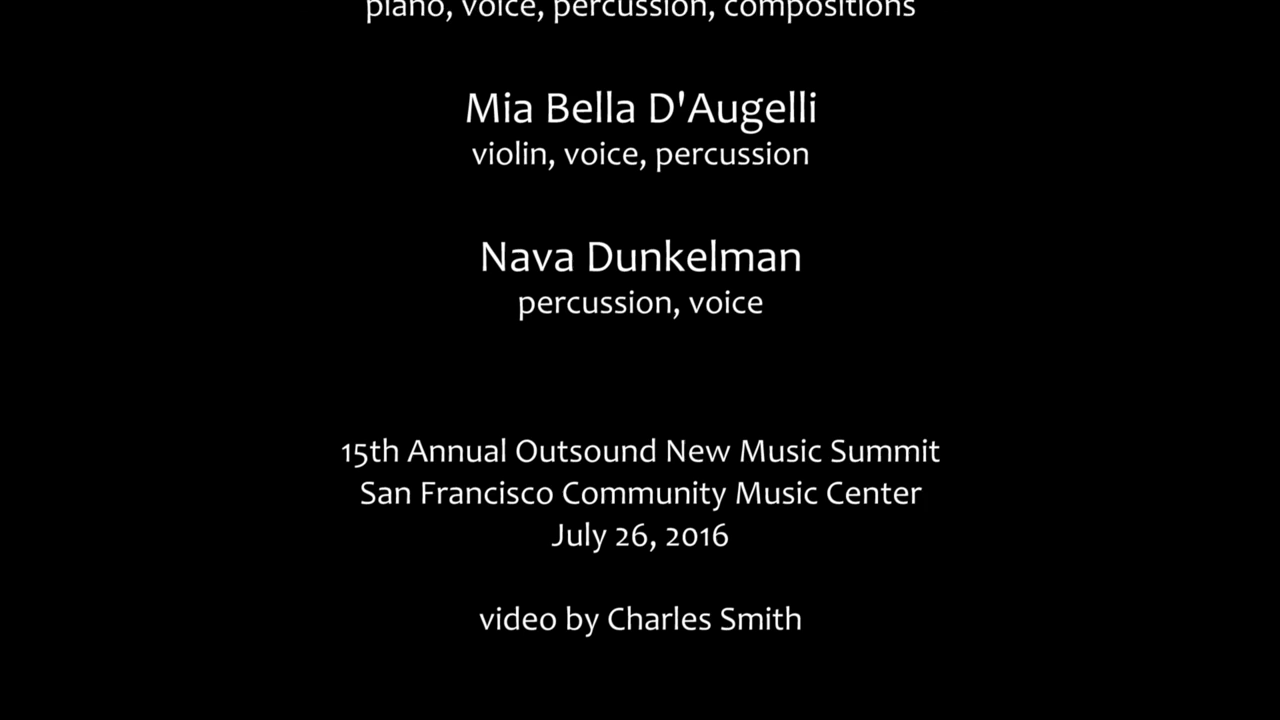 piano, voice, percussion, compositions
Mia Bella D'Augelli
violin, voice, percussion
Nava Dunkelman
percussion, voice
15th Annual Outsound New Music Summit
San Francisco Community Music Center
July 26, 2016
video by Charles Smith